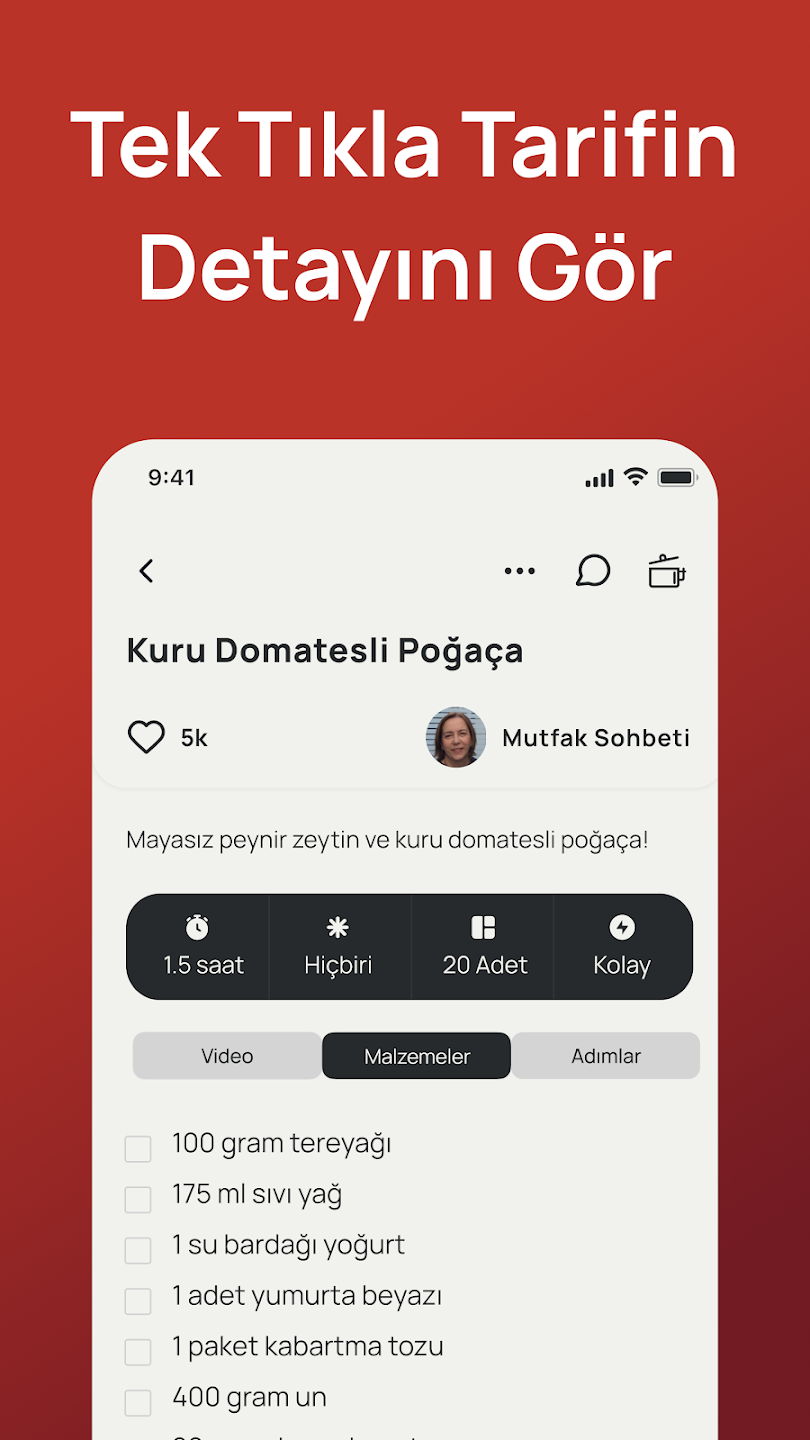 Tek Tıkla Tarifin
Detayını Gör
9:41
Kuru Domatesli Poğaça
5k
Mutfak Sohbeti
Mayasız peynir zeytin ve kuru domatesli poğaça!
1.5 saat
Hiçbiri
20 Adet
Kolay
Video
Malzemeler
Adımlar
100 gram tereyağı
175 ml sıvı yağ
1 su bardağı yoğurt
1 adet yumurta beyazı
1 paket kabartma tozu
400 gram un